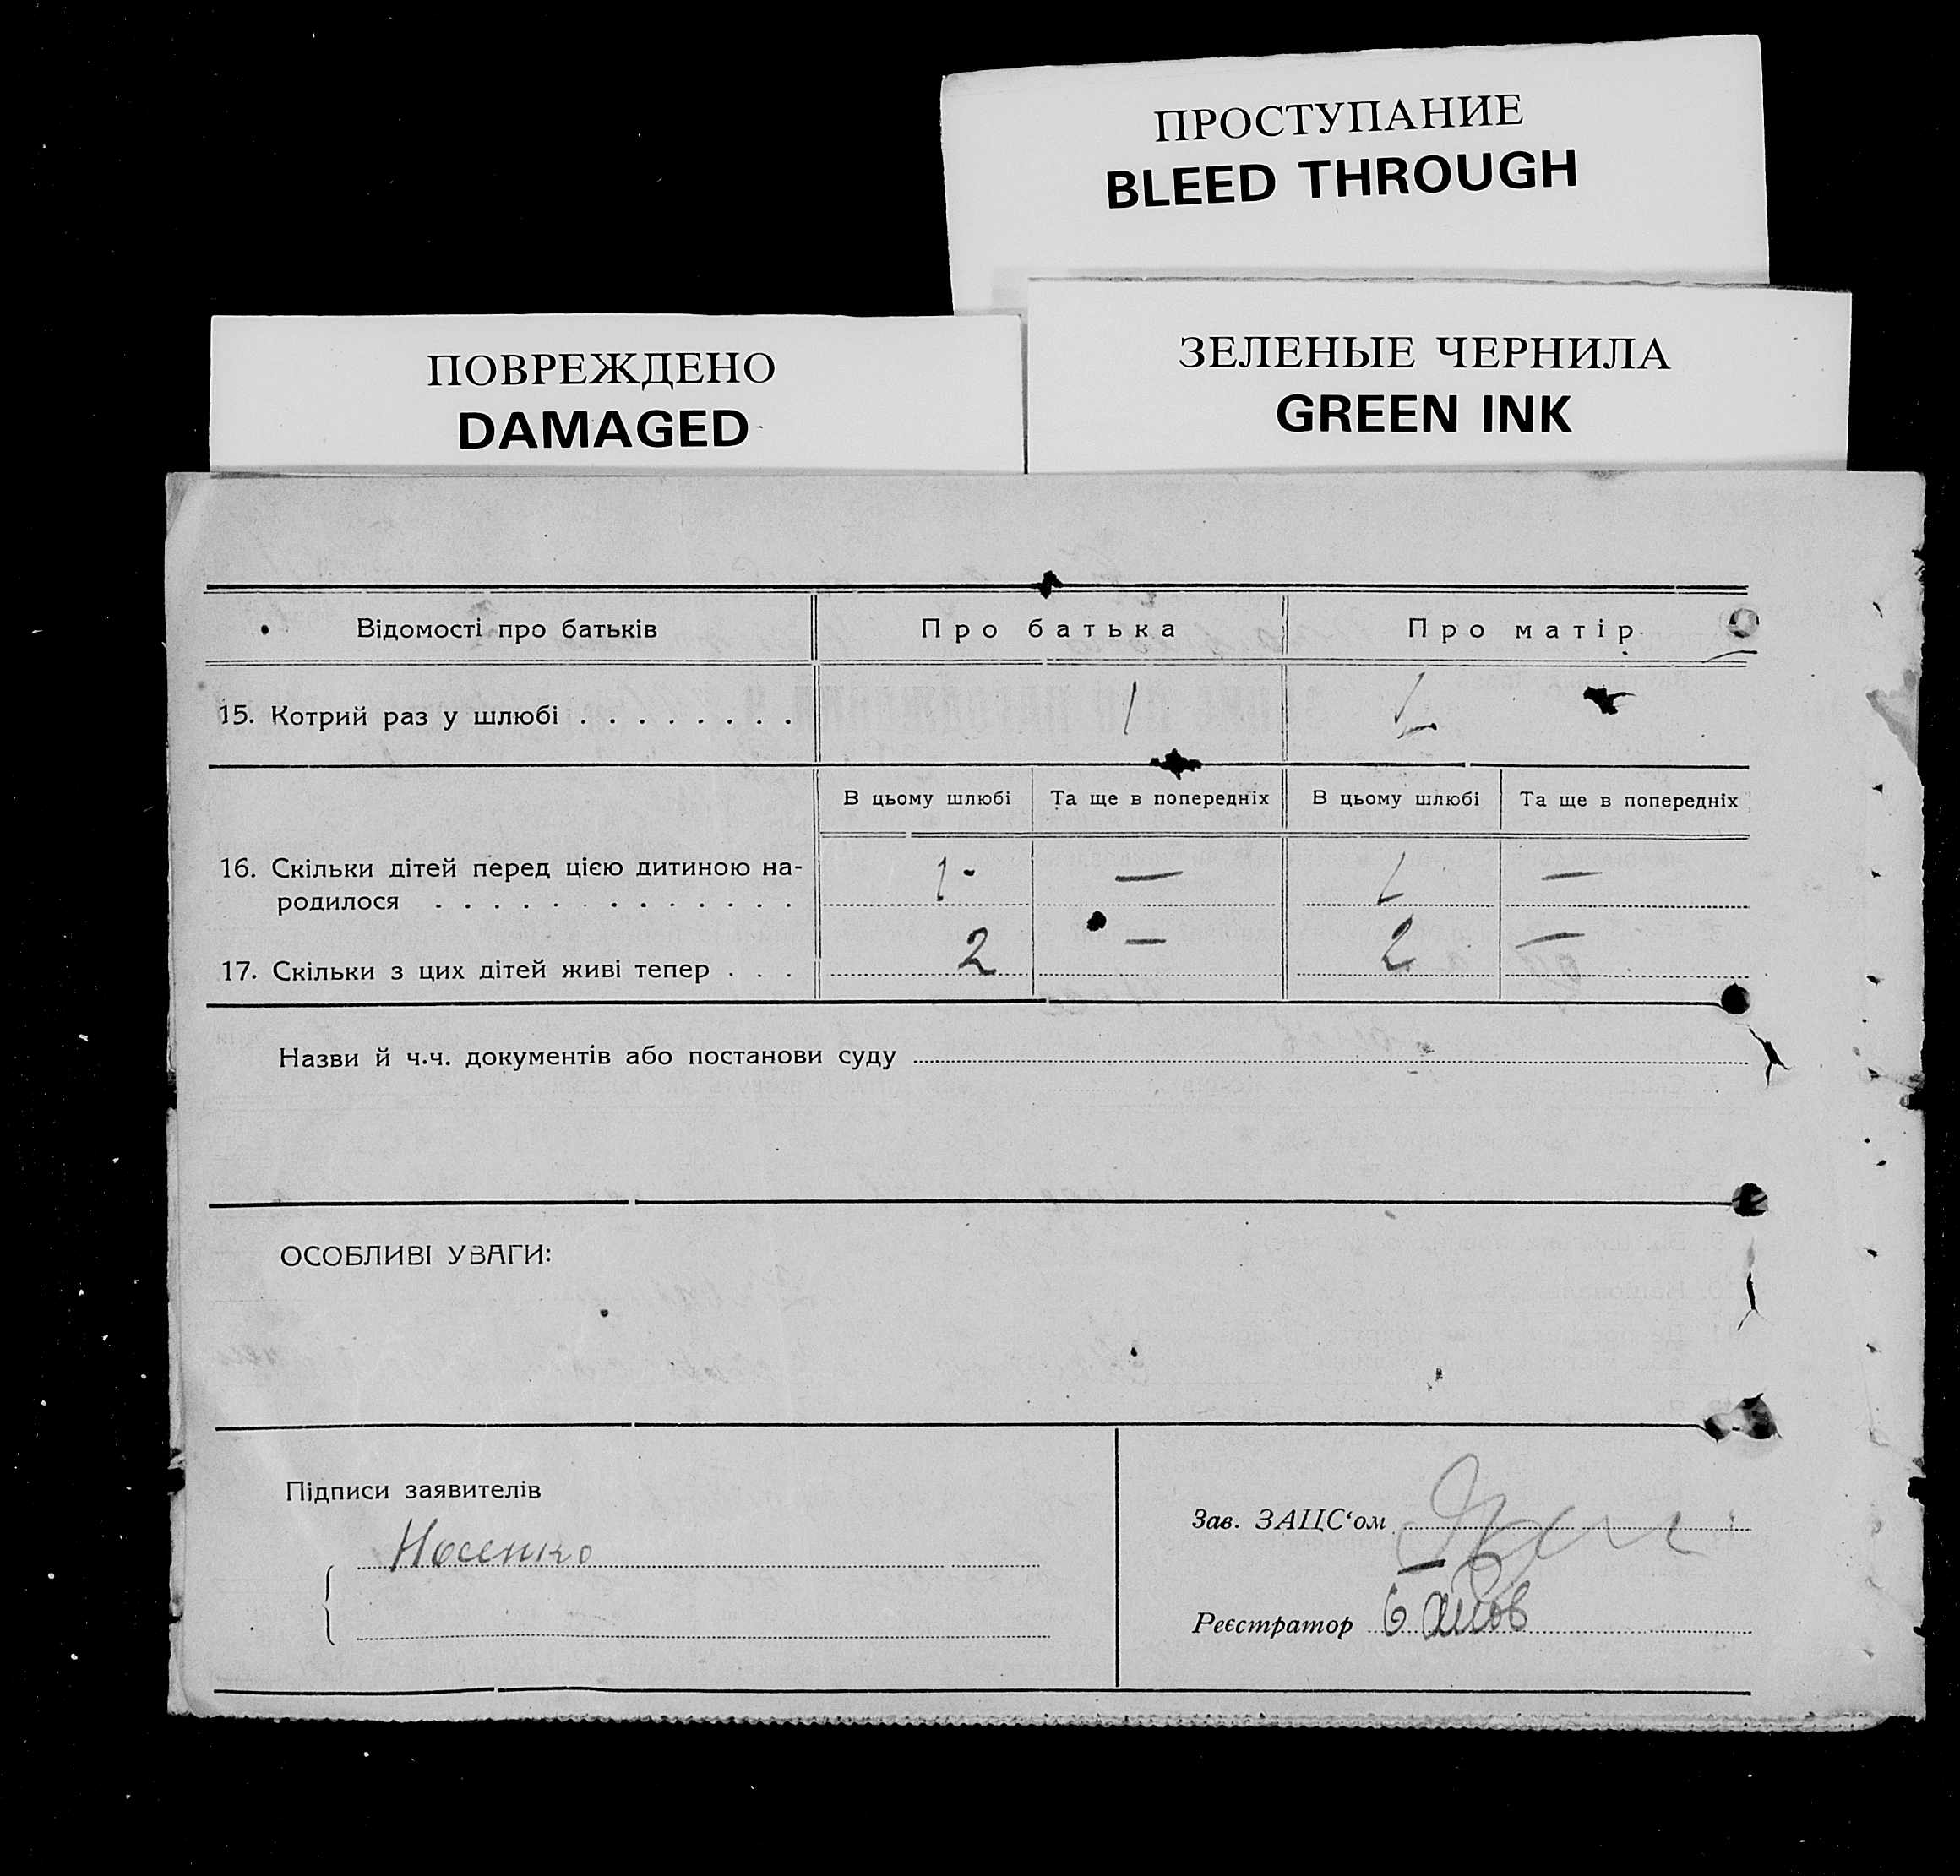 ПРОСТУПАНИЕ
BLEED THROUGH
ПОВРЕЖДЕНО
DAMAGED
ЗЕЛЕНЫЕ ЧЕРНИЛА
GREEN INK
Відомості про батьків Про батька Про матір
15. Котрий раз у шлюбі . . . . . . . . 1 1
В цьому шлюбі Та ще в попередніх В цьому шлюбі Та ще в попередніх
16. Скільки дітей перед цією дитиною на-
родилося . . . . . . . . . . . . . 1 — 1 —
17. Скільки з цих дітей живі тепер . . . 2 — 2 —
Назви й ч.ч. документів або постанови суду
ОСОБЛИВІ УВАГИ:
Підписи заявителів
Носенко
Зав. ЗАЦС‘ом
Реєстратор